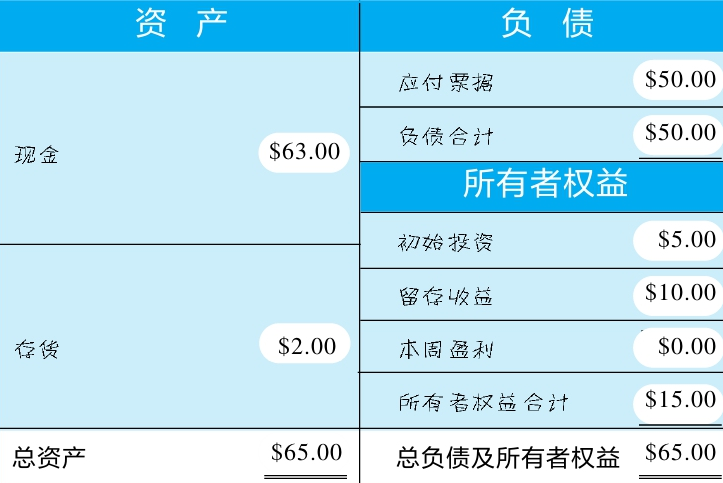 资 产
现金 $63.00
存货 $2.00
总资产 $65.00
负 债
应付票据 $50.00
负债合计 $50.00
所有者权益
初始投资 $5.00
留存收益 $10.00
本周盈利 $0.00
所有者权益合计 $15.00
总负债及所有者权益 $65.00